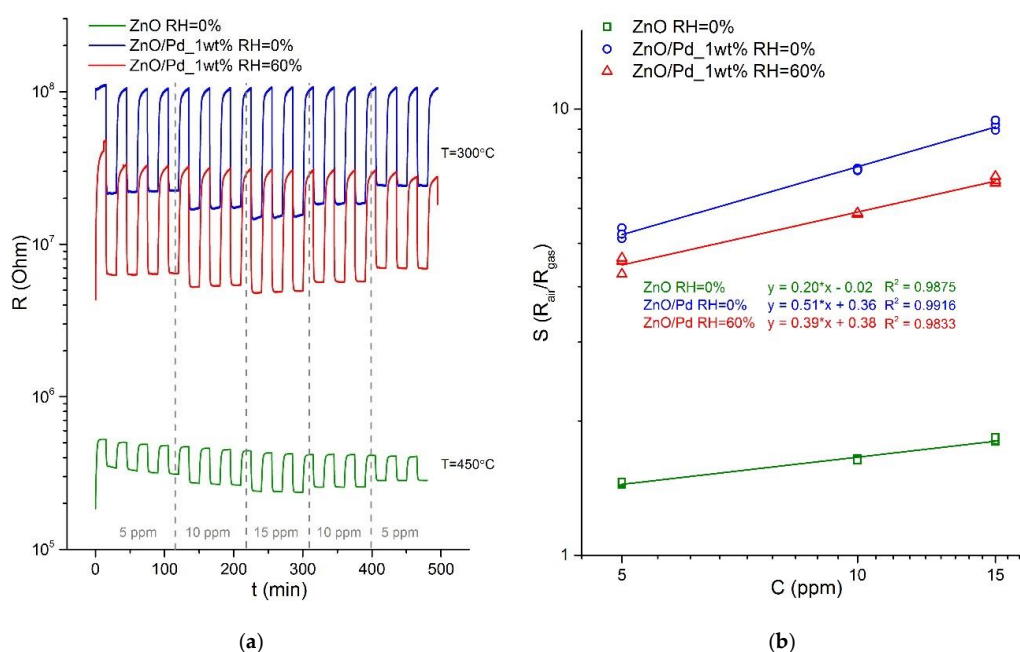 ZnO RH=0%
ZnO/Pd_1wt% RH=0%
ZnO/Pd_1wt% RH=60%
10⁸
10⁷
10⁶
10⁵
R (Ohm)
T=300°C
T=450°C
5 ppm 10 ppm 15 ppm 10 ppm 5 ppm
0 100 200 300 400 500
t (min)
(a)
ZnO RH=0%
ZnO/Pd_1wt% RH=0%
ZnO/Pd_1wt% RH=60%
10
1
S (R_air/R_gas)
ZnO RH=0% y = 0.20*x - 0.02 R² = 0.9875
ZnO/Pd RH=0% y = 0.51*x + 0.36 R² = 0.9916
ZnO/Pd RH=60% y = 0.39*x + 0.38 R² = 0.9833
5 10 15
C (ppm)
(b)